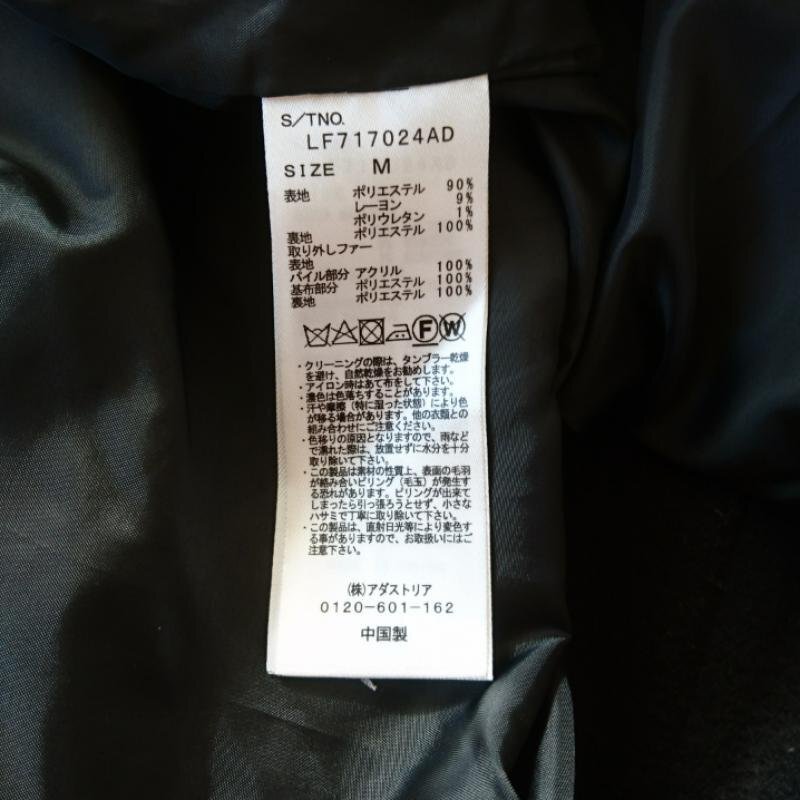 S/TNO.
LF717024AD
SIZE M
表地 ポリエステル 90%
レーヨン 9%
ポリウレタン 1%
裏地 ポリエステル 100%
取り外しファー
表地
パイル部分 アクリル 100%
基布部分 ポリエステル 100%
裏地 ポリエステル 100%
F W
・クリーニングの際は、タンブラー乾燥
を避け、自然乾燥をお勧めします。
・アイロン時はあて布をして下さい。
・濃色は色落ちすることがあります。
・汗や摩擦（特に湿った状態）により色
が移る場合があります。他の衣類との
組み合わせにご注意ください。
・色移りの原因となりますので、雨など
で濡れた際は、放置せずに水分を十分
取り除いて下さい。
・この製品は素材の性質上、表面の毛羽
が絡み合いピリング（毛玉）が発生す
る恐れがあります。ピリングが出来て
しまったら引っ張ろうとせず、小さな
ハサミで丁寧に取り除いて下さい。
・この製品は、直射日光等により変色す
る事がありますので、お取扱いにはご
注意下さい。
(株)アダストリア
0120-601-162
中国製